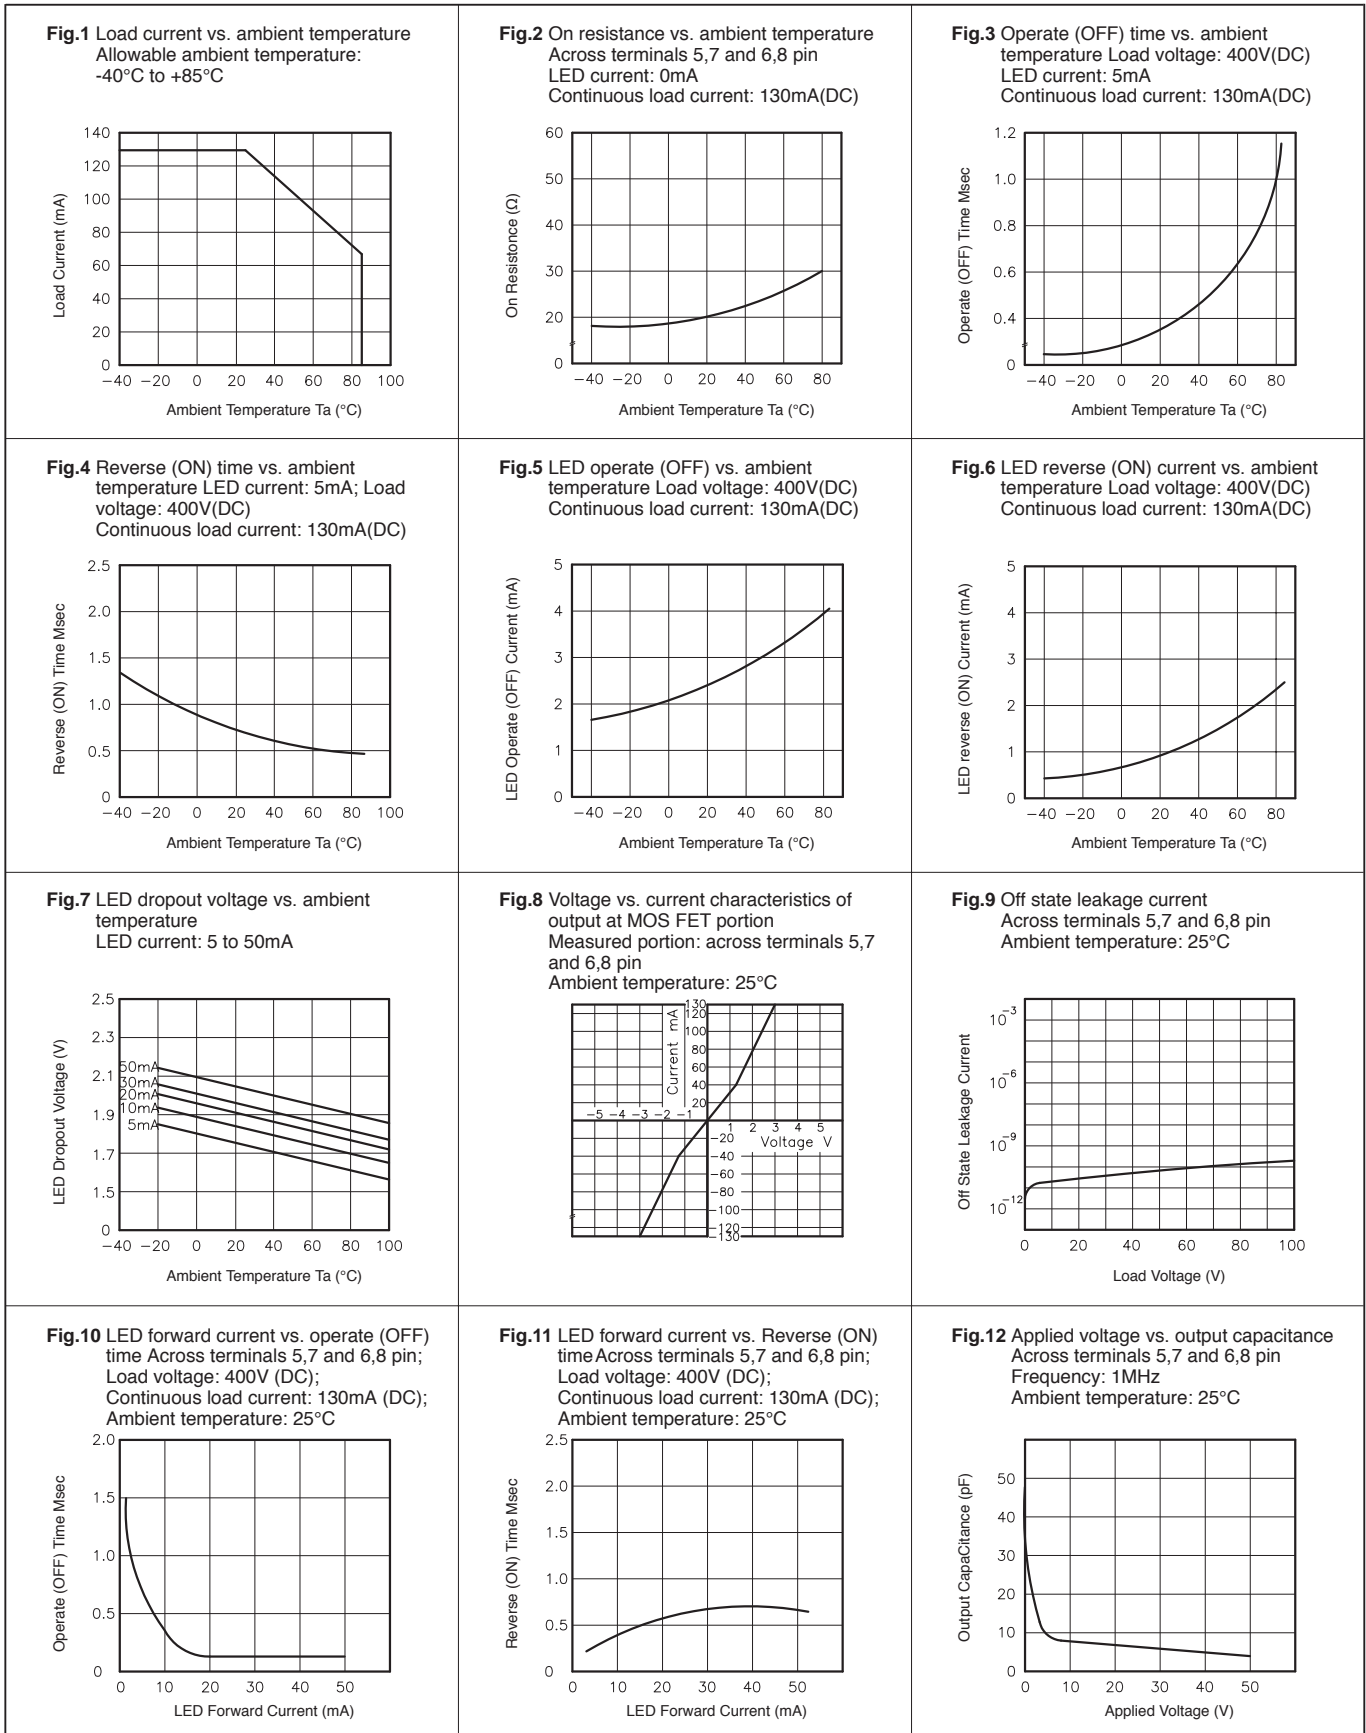 Fig.1 Load current vs. ambient temperature
Allowable ambient temperature:
-40°C to +85°C
140
120
100
80
60
40
20
0
Load Current (mA)
−40 −20 0 20 40 60 80 100
Ambient Temperature Ta (°C)
Fig.2 On resistance vs. ambient temperature
Across terminals 5,7 and 6,8 pin
LED current: 0mA
Continuous load current: 130mA(DC)
60
50
40
30
20
0
On Resistonce (Ω)
−40 −20 0 20 40 60 80
Ambient Temperature Ta (°C)
Fig.3 Operate (OFF) time vs. ambient
temperature Load voltage: 400V(DC)
LED current: 5mA
Continuous load current: 130mA(DC)
1.2
1.0
0.8
0.6
0.4
0
Operate (OFF) Time Msec
−40 −20 0 20 40 60 80
Ambient Temperature Ta (°C)
Fig.4 Reverse (ON) time vs. ambient
temperature LED current: 5mA; Load
voltage: 400V(DC)
Continuous load current: 130mA(DC)
2.5
2.0
1.5
1.0
0.5
0
Reverse (ON) Time Msec
−40 −20 0 20 40 60 80 100
Ambient Temperature Ta (°C)
Fig.5 LED operate (OFF) vs. ambient
temperature Load voltage: 400V(DC)
Continuous load current: 130mA(DC)
5
4
3
2
1
0
LED Operate (OFF) Current (mA)
−40 −20 0 20 40 60 80
Ambient Temperature Ta (°C)
Fig.6 LED reverse (ON) current vs. ambient
temperature Load voltage: 400V(DC)
Continuous load current: 130mA(DC)
5
4
3
2
1
0
LED reverse (ON) Current (mA)
−40 −20 0 20 40 60 80
Ambient Temperature Ta (°C)
Fig.7 LED dropout voltage vs. ambient
temperature
LED current: 5 to 50mA
2.5
2.3
2.1
1.9
1.7
1.5
0
LED Dropout Voltage (V)
50mA
30mA
20mA
10mA
5mA
−40 −20 0 20 40 60 80 100
Ambient Temperature Ta (°C)
Fig.8 Voltage vs. current characteristics of
output at MOS FET portion
Measured portion: across terminals 5,7
and 6,8 pin
Ambient temperature: 25°C
Current mA
130
120
100
80
60
40
20
−5 −4 −3 −2 −1
1 2 3 4 5
Voltage V
−20
−40
−60
−80
−100
−120
−130
Fig.9 Off state leakage current
Across terminals 5,7 and 6,8 pin
Ambient temperature: 25°C
10−3
10−6
10−9
10−12
Off State Leakage Current
0 20 40 60 80 100
Load Voltage (V)
Fig.10 LED forward current vs. operate (OFF)
time Across terminals 5,7 and 6,8 pin;
Load voltage: 400V (DC);
Continuous load current: 130mA (DC);
Ambient temperature: 25°C
2.0
1.5
1.0
0.5
0
Operate (OFF) Time Msec
0 10 20 30 40 50
LED Forward Current (mA)
Fig.11 LED forward current vs. Reverse (ON)
timeAcross terminals 5,7 and 6,8 pin;
Load voltage: 400V (DC);
Continuous load current: 130mA (DC);
Ambient temperature: 25°C
2.5
2.0
1.5
1.0
0.5
0
Reverse (ON) Time Msec
0 10 20 30 40 50
LED Forward Current (mA)
Fig.12 Applied voltage vs. output capacitance
Across terminals 5,7 and 6,8 pin
Frequency: 1MHz
Ambient temperature: 25°C
50
40
30
20
10
0
Output CapaCitance (pF)
0 10 20 30 40 50
Applied Voltage (V)